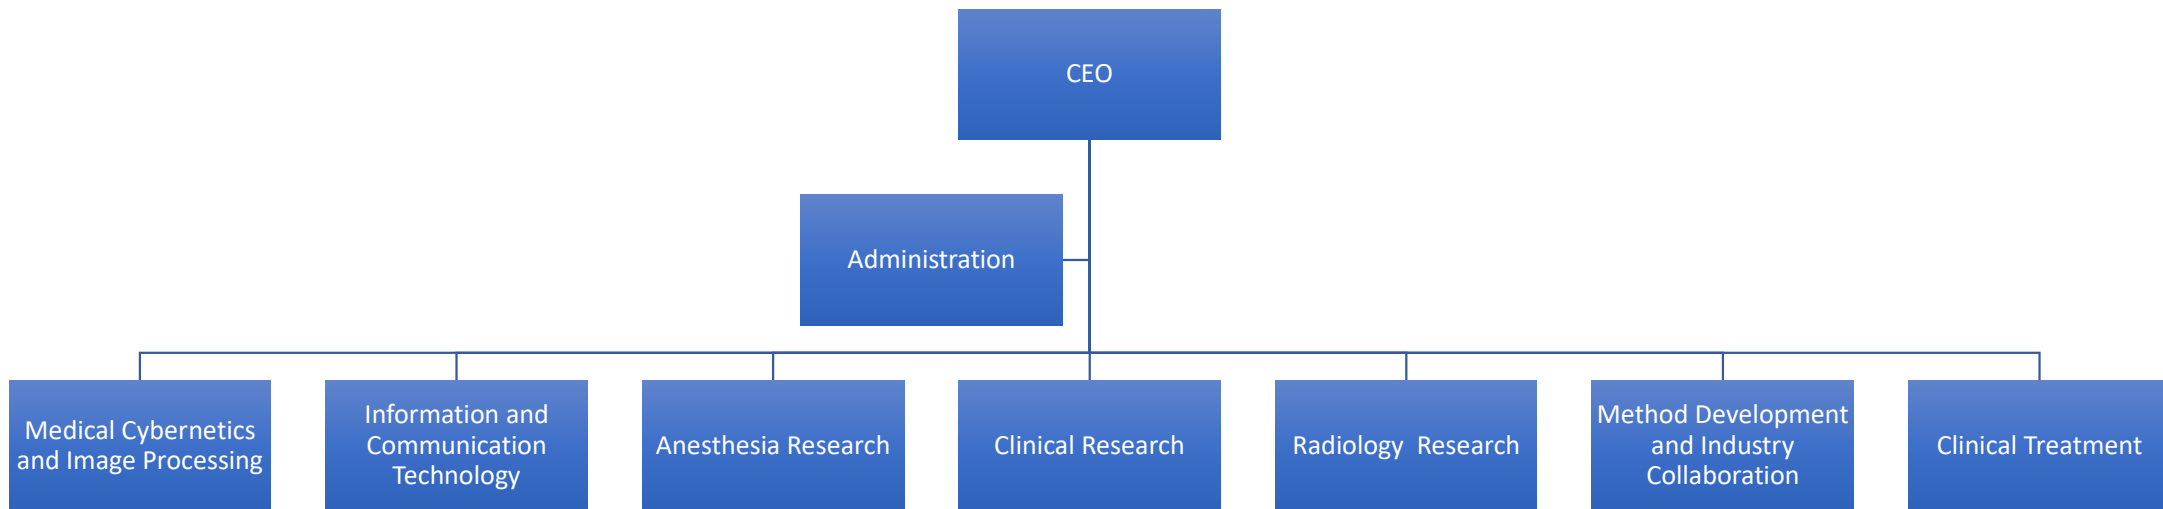 CEO
Administration
Medical Cybernetics
and Image Processing
Information and
Communication
Technology
Anesthesia Research
Clinical Research
Radiology  Research
Method Development
and Industry
Collaboration
Clinical Treatment